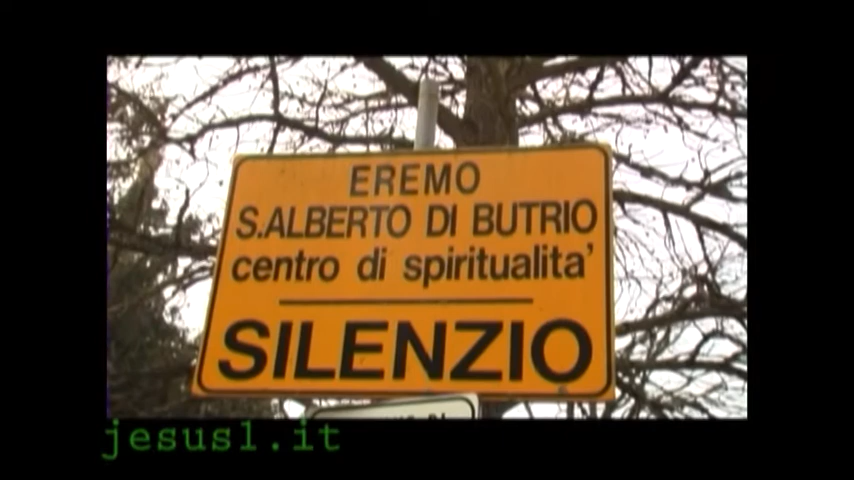 EREMO
S.ALBERTO DI BUTRIO
centro di spiritualita'
SILENZIO
jesus1.it